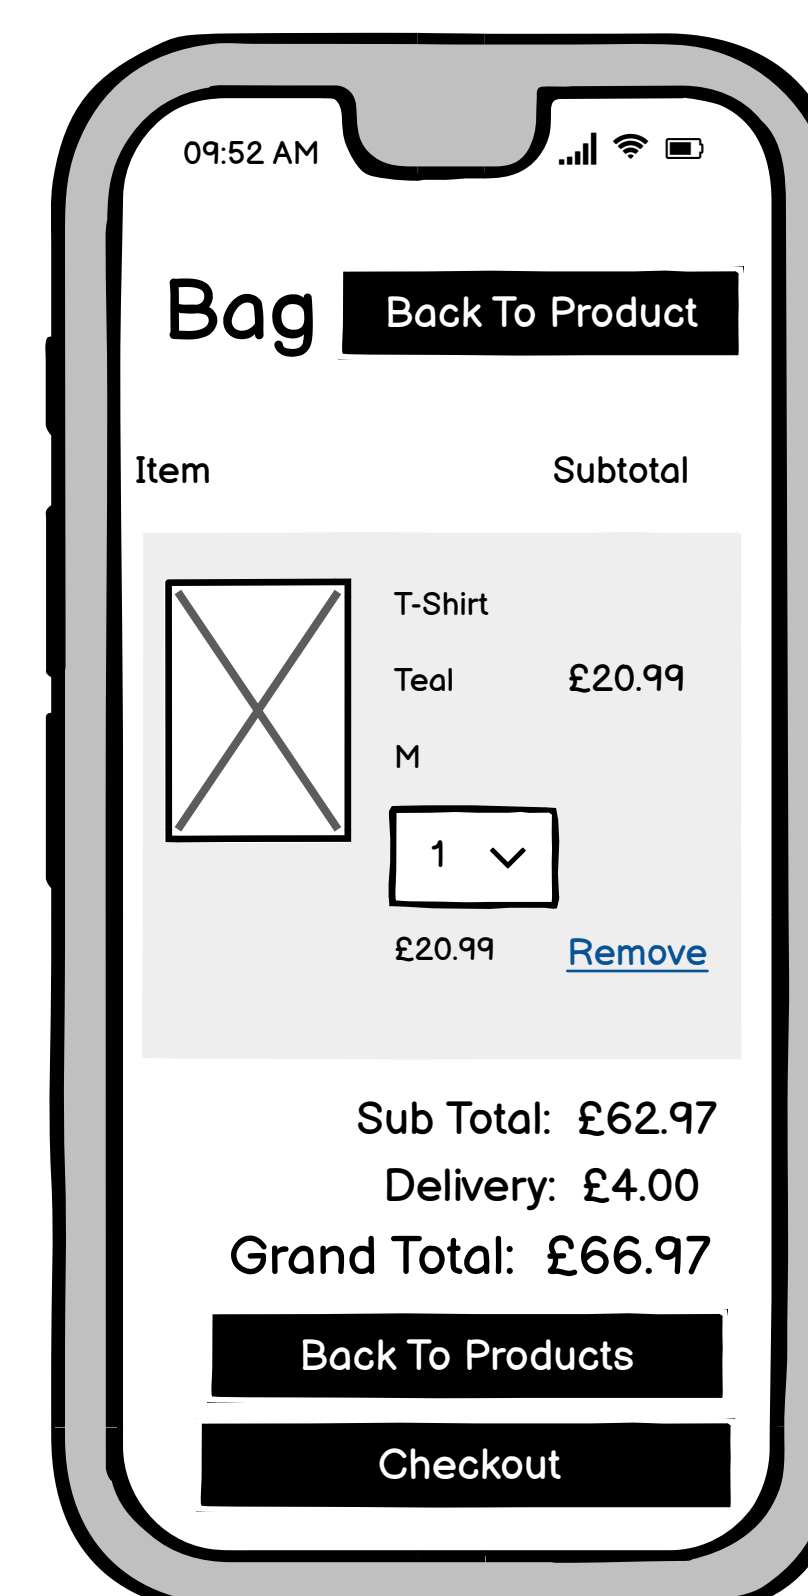 09:52 AM
Bag
Back To Product
Item Subtotal
T-Shirt
Teal £20.99
M
1
£20.99 Remove
Sub Total: £62.97
Delivery: £4.00
Grand Total: £66.97
Back To Products
Checkout